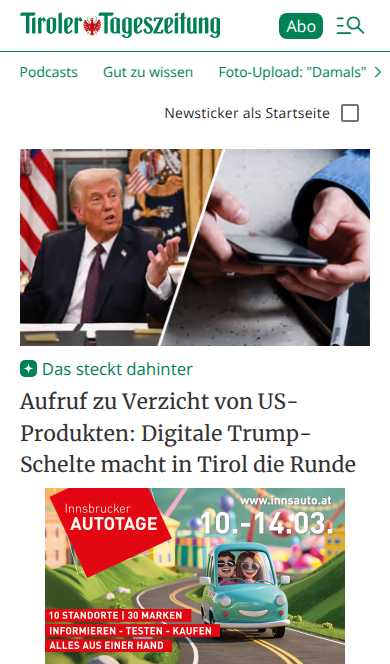 Tiroler Tageszeitung
Abo
Podcasts Gut zu wissen Foto-Upload: "Damals"
Newsticker als Startseite
Das steckt dahinter
Aufruf zu Verzicht von US-
Produkten: Digitale Trump-
Schelte macht in Tirol die Runde
www.innsauto.at
Innsbrucker
AUTOTAGE
10.-14.03.
10 STANDORTE | 30 MARKEN
INFORMIEREN - TESTEN - KAUFEN
ALLES AUS EINER HAND